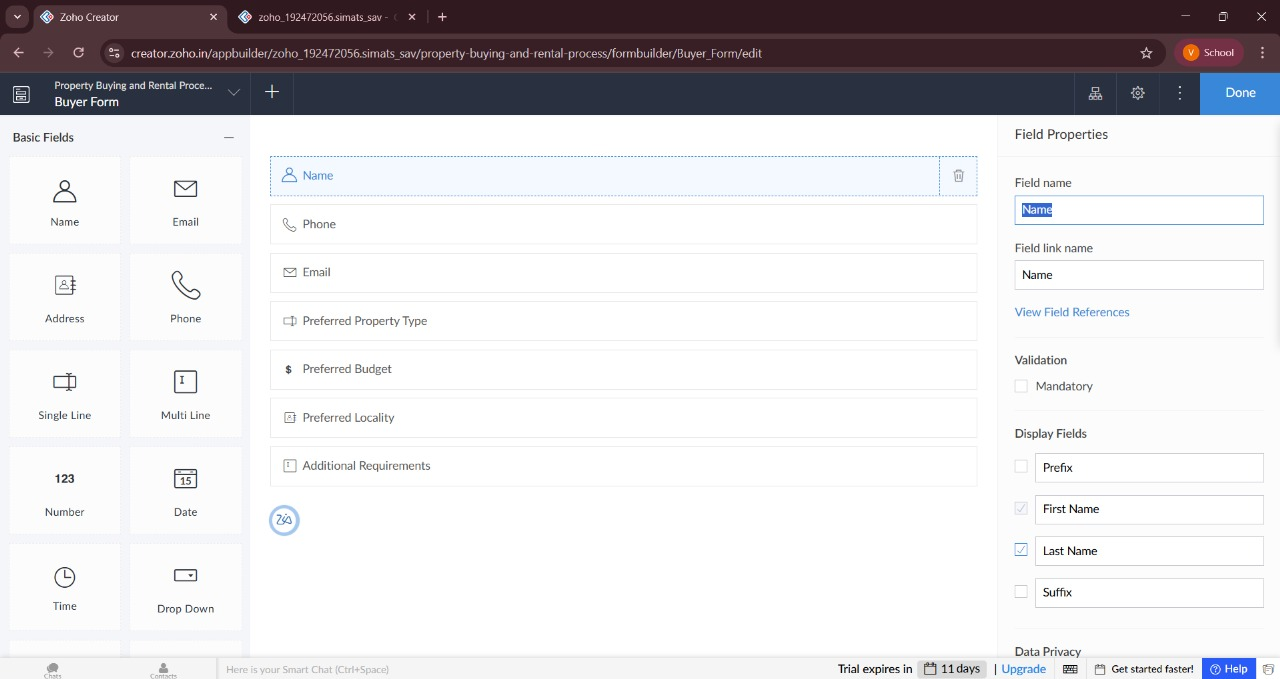 Zoho Creator
zoho_192472056.simats_sav -
creator.zoho.in/appbuilder/zoho_192472056.simats_sav/property-buying-and-rental-process/formbuilder/Buyer_Form/edit
V School
Property Buying and Rental Proce...
Buyer Form
Done
Basic Fields
Name
Email
Address
Phone
Single Line
Multi Line
123
Number
15
Date
Time
Drop Down
Name
Phone
Email
Preferred Property Type
$ Preferred Budget
Preferred Locality
Additional Requirements
Zia
Field Properties
Field name
Name
Field link name
Name
View Field References
Validation
Mandatory
Display Fields
Prefix
First Name
Last Name
Suffix
Data Privacy
Chats
Contacts
Here is your Smart Chat (Ctrl+Space)
Trial expires in 11 days | Upgrade
Get started faster!
Help